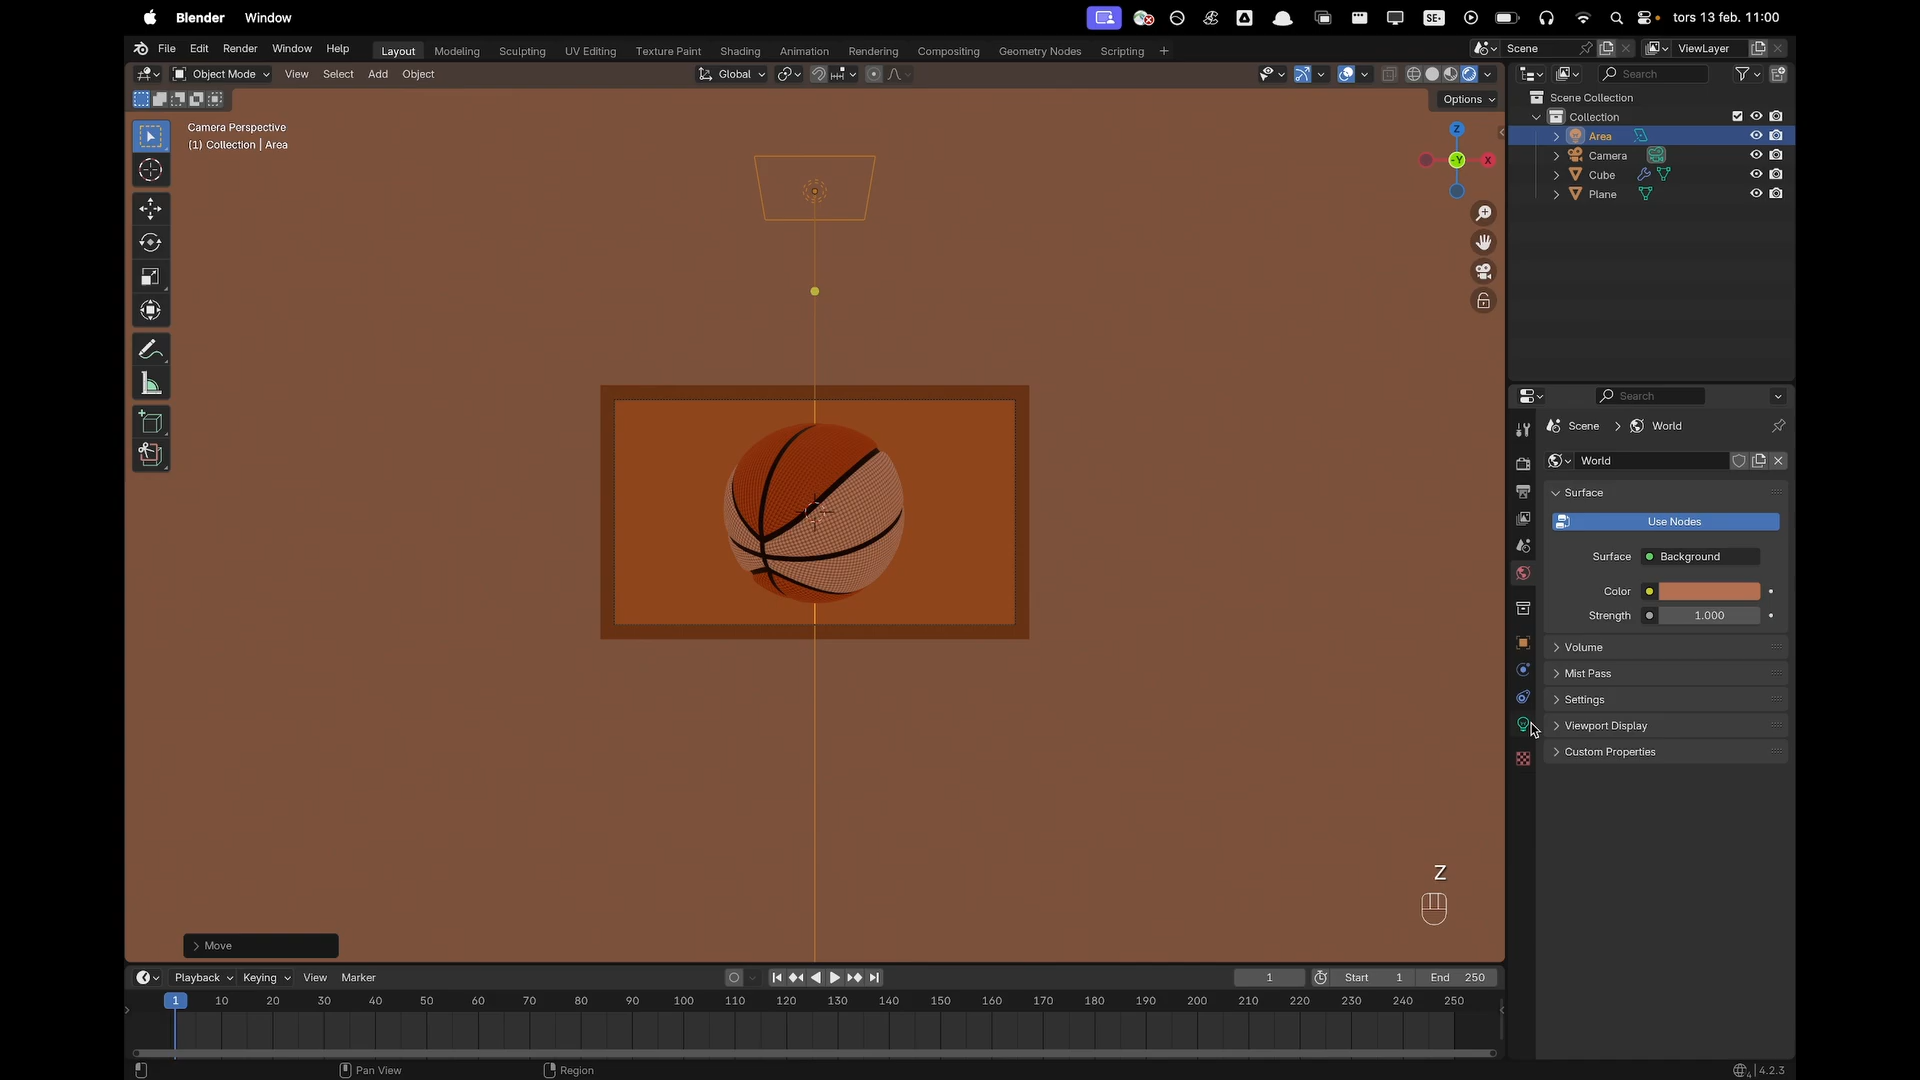 Blender Window SE tors 13 feb. 11:00
File Edit Render Window Help Layout Modeling Sculpting UV Editing Texture Paint Shading Animation Rendering Compositing Geometry Nodes Scripting + Scene ViewLayer
Object Mode View Select Add Object Global Search
Options
Scene Collection
Collection
Area
Camera
Cube
Plane
Camera Perspective
(1) Collection | Area
Z
-Y
X
Search
Scene > World
World
Surface
Use Nodes
Surface Background
Color
Strength 1.000
Volume
Mist Pass
Settings
Viewport Display
Custom Properties
Z
Move
Playback Keying View Marker 1 Start 1 End 250
1 10 20 30 40 50 60 70 80 90 100 110 120 130 140 150 160 170 180 190 200 210 220 230 240 250
Pan View Region 4.2.3